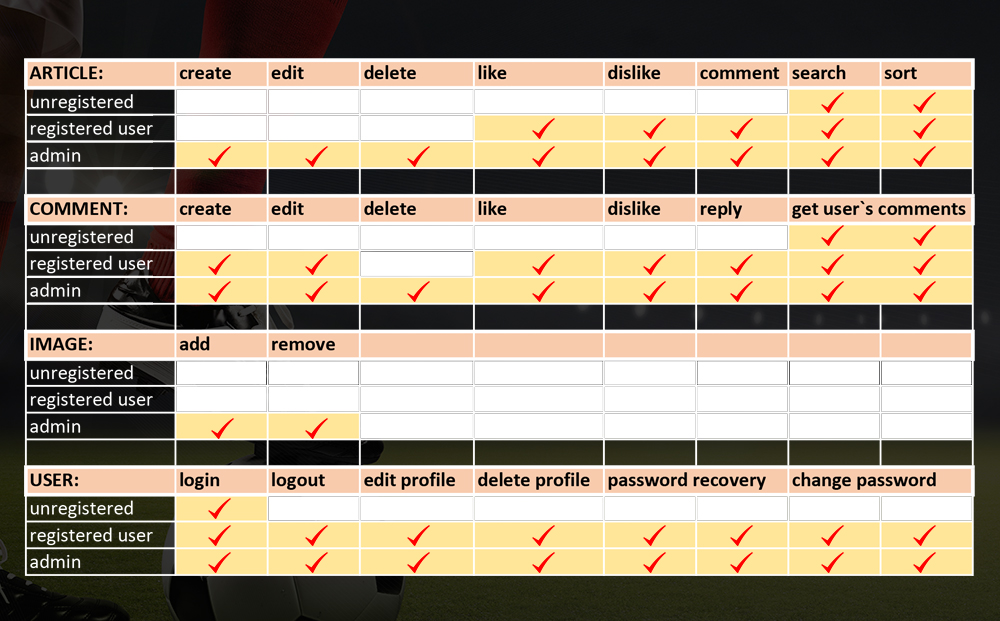 ARTICLE: create edit delete like dislike comment search sort
unregistered ✓ ✓
registered user ✓ ✓ ✓ ✓ ✓
admin ✓ ✓ ✓ ✓ ✓ ✓ ✓ ✓
COMMENT: create edit delete like dislike reply get user`s comments
unregistered ✓ ✓
registered user ✓ ✓ ✓ ✓ ✓ ✓ ✓
admin ✓ ✓ ✓ ✓ ✓ ✓ ✓ ✓
IMAGE: add remove
unregistered
registered user
admin ✓ ✓
USER: login logout edit profile delete profile password recovery change password
unregistered ✓
registered user ✓ ✓ ✓ ✓ ✓ ✓ ✓ ✓
admin ✓ ✓ ✓ ✓ ✓ ✓ ✓ ✓